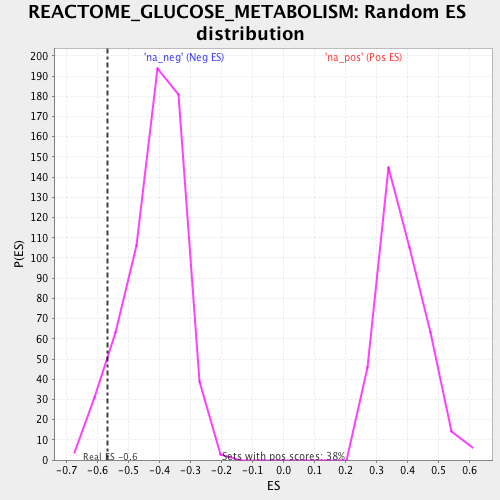 REACTOME_GLUCOSE_METABOLISM: Random ES
distribution
'na_neg' (Neg ES)
'na_pos' (Pos ES)
200
190
180
170
160
150
140
130
120
110
100
90
80
70
60
50
40
30
20
10
0
P(ES)
Real ES -0.6
Sets with pos scores: 38%
-0.7 -0.6 -0.5 -0.4 -0.3 -0.2 -0.1 0.0 0.1 0.2 0.3 0.4 0.5 0.6
ES